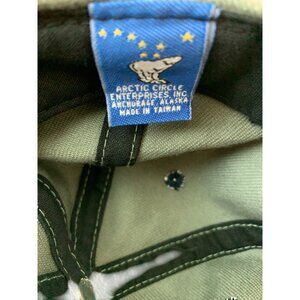 ARCTIC CIRCLE
ENTERPRISES, INC
ANCHORAGE, ALASKA
MADE IN TAIWAN